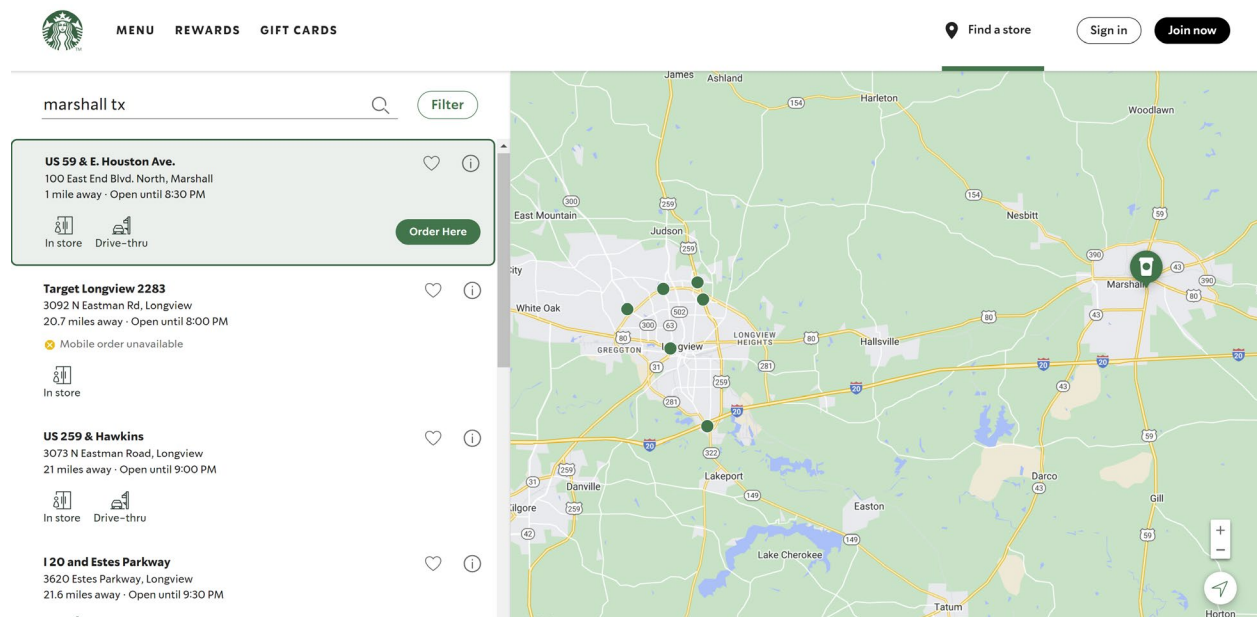 MENU REWARDS GIFT CARDS Find a store Sign in Join now
marshall tx Filter
US 59 & E. Houston Ave.
100 East End Blvd. North, Marshall
1 mile away · Open until 8:30 PM
In store Drive-thru
Order Here
Target Longview 2283
3092 N Eastman Rd, Longview
20.7 miles away · Open until 8:00 PM
Mobile order unavailable
In store
US 259 & Hawkins
3073 N Eastman Road, Longview
21 miles away · Open until 9:00 PM
In store Drive-thru
I 20 and Estes Parkway
3620 Estes Parkway, Longview
21.6 miles away · Open until 9:30 PM
James Ashland
154 Harleton
Woodlawn
154
300 259
East Mountain Nesbitt 59
Judson
259 390
43
390
Marshall
80
White Oak 502
300 63 43
80 80 80
LONGVIEW
HEIGHTS
Hallsville
GREGGTON
31 281 20 20 20
259 20 43
281 20
20 59
322
259 Lakeport
31 Danville Darco
43
149 Gill
Easton
259
42 59
149
Lake Cherokee
Tatum
Horton